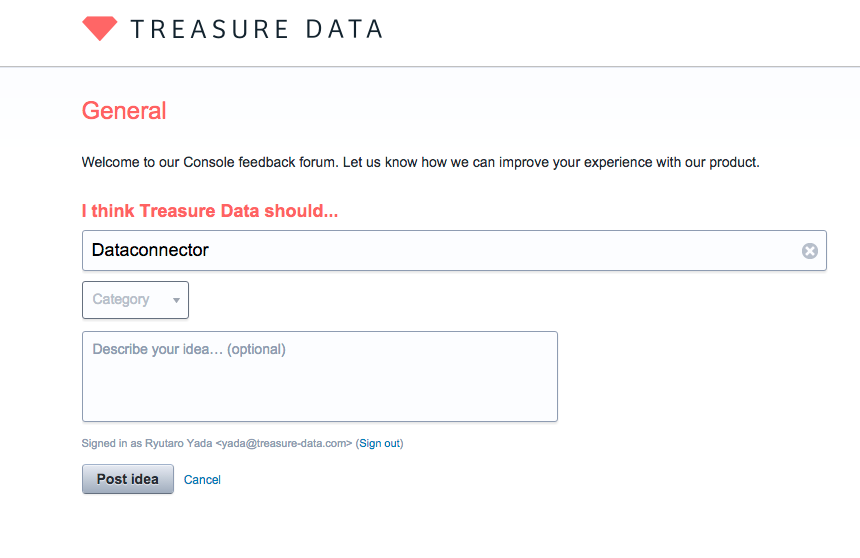 TREASURE DATA
General
Welcome to our Console feedback forum. Let us know how we can improve your experience with our product.
I think Treasure Data should...
Dataconnector
Category
Describe your idea… (optional)
Signed in as Ryutaro Yada <yada@treasure-data.com> (Sign out)
Post idea Cancel